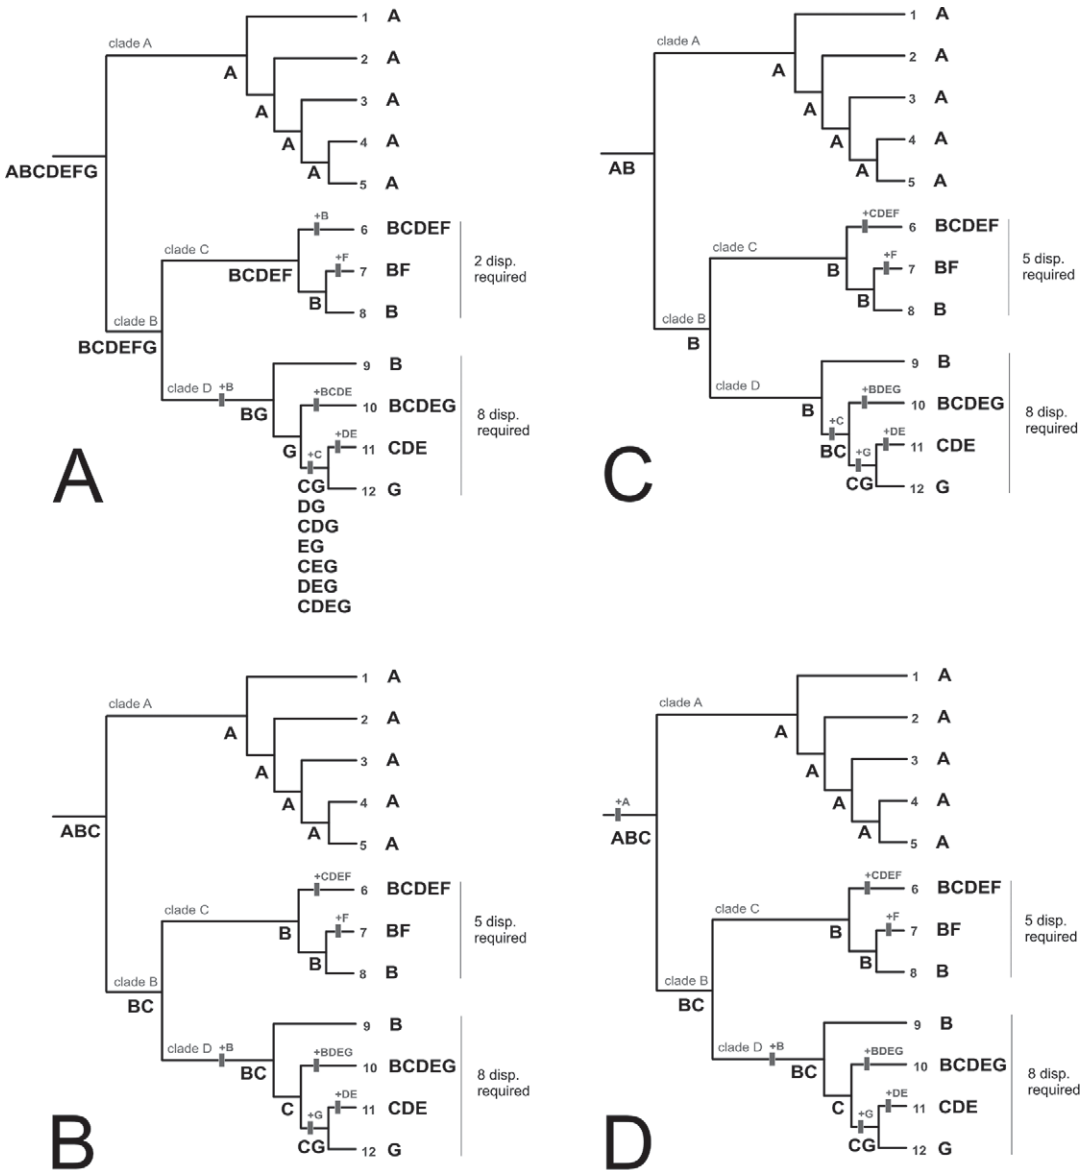 clade A
1 A
2 A
3 A
4 A
5 A
A
A
A
A
ABCDEFG
clade C
+B
6 BCDEF
+F
7 BF
8 B
BCDEF
B
2 disp.
required
clade B
BCDEFG
clade D
+B
9 B
+BCDE
10 BCDEG
+DE
11 CDE
+C
12 G
BG
G
CG
DG
CDG
EG
CEG
DEG
CDEG
8 disp.
required
A
clade A
1 A
2 A
3 A
4 A
5 A
A
A
A
A
AB
clade C
+CDEF
6 BCDEF
+F
7 BF
8 B
B
B
5 disp.
required
clade B
B
clade D
9 B
+BDEG
10 BCDEG
+DE
11 CDE
+C
+G
12 G
B
BC
CG
8 disp.
required
C
clade A
1 A
2 A
3 A
4 A
5 A
A
A
A
A
ABC
clade C
+CDEF
6 BCDEF
+F
7 BF
8 B
B
B
5 disp.
required
clade B
BC
clade D
+B
9 B
+BDEG
10 BCDEG
+DE
11 CDE
+G
12 G
BC
C
CG
8 disp.
required
B
clade A
1 A
2 A
3 A
4 A
5 A
A
A
A
A
+A
ABC
clade C
+CDEF
6 BCDEF
+F
7 BF
8 B
B
B
5 disp.
required
clade B
BC
clade D
+B
9 B
+BDEG
10 BCDEG
+DE
11 CDE
+G
12 G
BC
C
CG
8 disp.
required
D